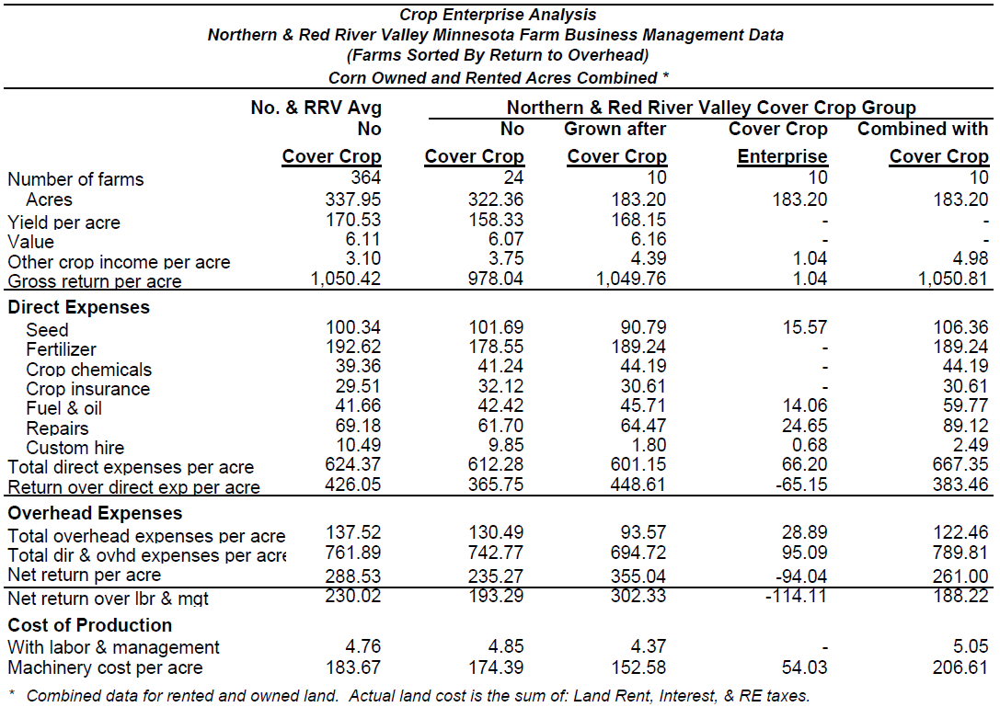 Crop Enterprise Analysis
Northern & Red River Valley Minnesota Farm Business Management Data
(Farms Sorted By Return to Overhead)
Corn Owned and Rented Acres Combined *
No. & RRV Avg Northern & Red River Valley Cover Crop Group
No No Grown after Cover Crop Combined with
Cover Crop Cover Crop Cover Crop Enterprise Cover Crop
Number of farms 364 24 10 10 10
Acres 337.95 322.36 183.20 183.20 183.20
Yield per acre 170.53 158.33 168.15 - -
Value 6.11 6.07 6.16 - -
Other crop income per acre 3.10 3.75 4.39 1.04 4.98
Gross return per acre 1,050.42 978.04 1,049.76 1.04 1,050.81
Direct Expenses
Seed 100.34 101.69 90.79 15.57 106.36
Fertilizer 192.62 178.55 189.24 - 189.24
Crop chemicals 39.36 41.24 44.19 - 44.19
Crop insurance 29.51 32.12 30.61 - 30.61
Fuel & oil 41.66 42.42 45.71 14.06 59.77
Repairs 69.18 61.70 64.47 24.65 89.12
Custom hire 10.49 9.85 1.80 0.68 2.49
Total direct expenses per acre 624.37 612.28 601.15 66.20 667.35
Return over direct exp per acre 426.05 365.75 448.61 -65.15 383.46
Overhead Expenses
Total overhead expenses per acre 137.52 130.49 93.57 28.89 122.46
Total dir & ovhd expenses per acre 761.89 742.77 694.72 95.09 789.81
Net return per acre 288.53 235.27 355.04 -94.04 261.00
Net return over lbr & mgt 230.02 193.29 302.33 -114.11 188.22
Cost of Production
With labor & management 4.76 4.85 4.37 - 5.05
Machinery cost per acre 183.67 174.39 152.58 54.03 206.61
* Combined data for rented and owned land. Actual land cost is the sum of: Land Rent, Interest, & RE taxes.